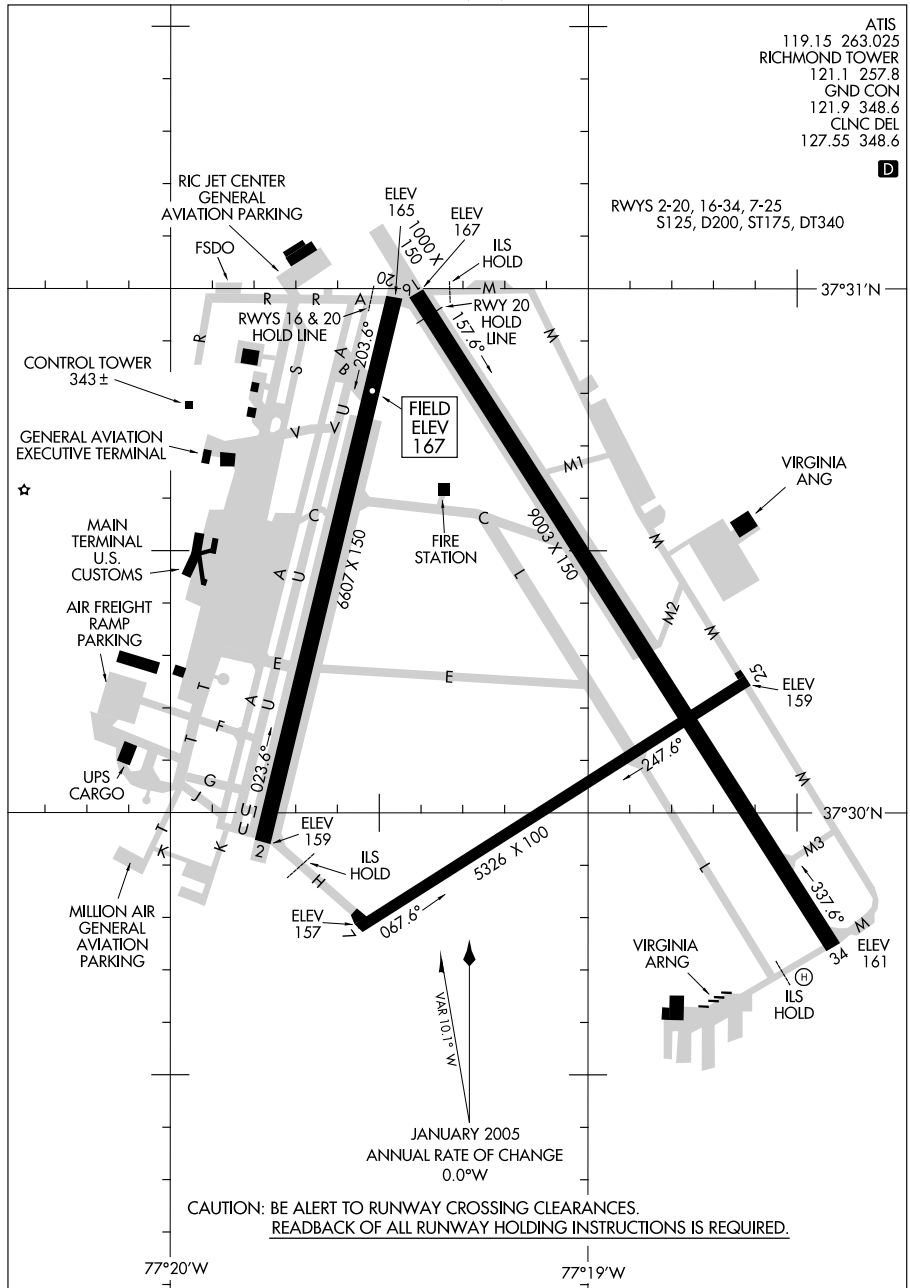 ATIS
119.15 263.025
RICHMOND TOWER
121.1 257.8
GND CON
121.9 348.6
CLNC DEL
127.55 348.6
D
RWYS 2-20, 16-34, 7-25
S125, D200, ST175, DT340
RIC JET CENTER
GENERAL
AVIATION PARKING
FSDO
ELEV
165
1000 X
150
ELEV
167
ILS
HOLD
37°31'N
R
R
A
20
16
M
RWYS 16 & 20
HOLD LINE
RWY 20
HOLD
LINE
203.6°
157.6°
R
S
A
B
U
V
V
M
CONTROL TOWER
343 ±
FIELD
ELEV
167
GENERAL AVIATION
EXECUTIVE TERMINAL
M1
VIRGINIA
ANG
MAIN
TERMINAL
U.S.
CUSTOMS
C
C
FIRE
STATION
9003 X 150
6607 X 150
M
A
U
L
AIR FREIGHT
RAMP
PARKING
M2
M
E
E
25
ELEV
159
T
A
U
F
T
023.6°
247.6°
UPS
CARGO
G
J
U1
U
M
37°30'N
T
K
K
2
ELEV
159
ILS
HOLD
H
5326 X 100
M3
L
ELEV
157
7
067.6°
337.6°
M
34
ELEV
161
MILLION AIR
GENERAL
AVIATION
PARKING
VIRGINIA
ARNG
H
ILS
HOLD
VAR 10.1° W
JANUARY 2005
ANNUAL RATE OF CHANGE
0.0°W
CAUTION: BE ALERT TO RUNWAY CROSSING CLEARANCES.
READBACK OF ALL RUNWAY HOLDING INSTRUCTIONS IS REQUIRED.
77°20'W
77°19'W